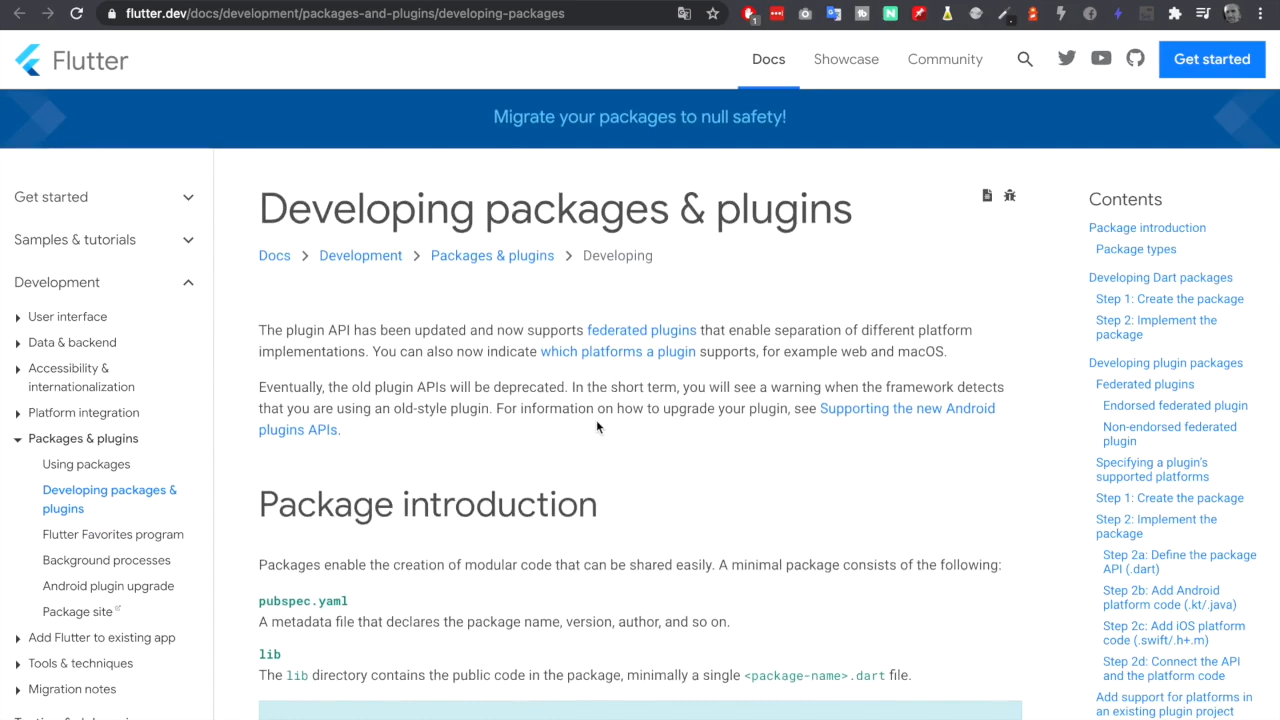 flutter.dev/docs/development/packages-and-plugins/developing-packages
Flutter
Docs
Showcase
Community
Get started
Migrate your packages to null safety!
Get started
Samples & tutorials
Development
User interface
Data & backend
Accessibility &
internationalization
Platform integration
Packages & plugins
Using packages
Developing packages &
plugins
Flutter Favorites program
Background processes
Android plugin upgrade
Package site
Add Flutter to existing app
Tools & techniques
Migration notes
Developing packages & plugins
Docs > Development > Packages & plugins > Developing
The plugin API has been updated and now supports federated plugins that enable separation of different platform
implementations. You can also now indicate which platforms a plugin supports, for example web and macOS.
Eventually, the old plugin APIs will be deprecated. In the short term, you will see a warning when the framework detects
that you are using an old-style plugin. For information on how to upgrade your plugin, see Supporting the new Android
plugins APIs.
Package introduction
Packages enable the creation of modular code that can be shared easily. A minimal package consists of the following:
pubspec.yaml
A metadata file that declares the package name, version, author, and so on.
lib
The lib directory contains the public code in the package, minimally a single <package-name>.dart file.
Contents
Package introduction
Package types
Developing Dart packages
Step 1: Create the package
Step 2: Implement the
package
Developing plugin packages
Federated plugins
Endorsed federated plugin
Non-endorsed federated
plugin
Specifying a plugin's
supported platforms
Step 1: Create the package
Step 2: Implement the
package
Step 2a: Define the package
API (.dart)
Step 2b: Add Android
platform code (.kt/.java)
Step 2c: Add iOS platform
code (.swift/.h+.m)
Step 2d: Connect the API
and the platform code
Add support for platforms in
an existing plugin project